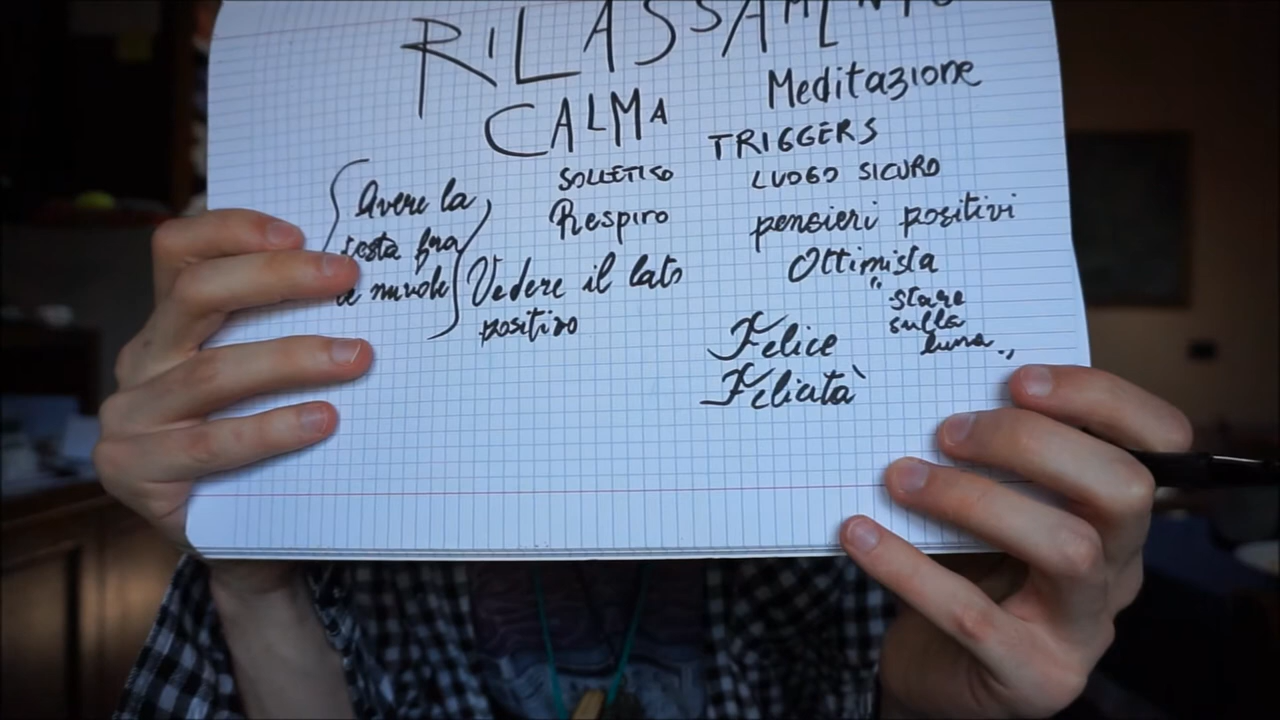 RILASSAMENTO
CALMA
Meditazione
TRIGGERS
SOLLETICO
LUOGO SICURO
(Avere la
testa fra
le nuvole)
Respiro
pensieri positivi
Vedere il lato
positivo
Ottimista
"stare
sulla
luna"
Felice
Felicità